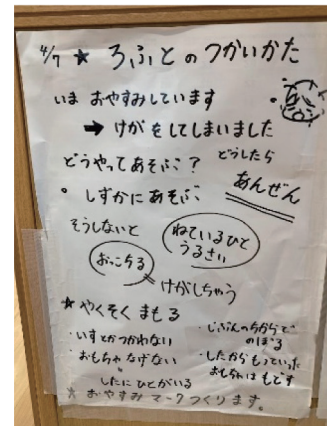 4/7 ★ ろふとのつかいかた
いま おやすみしています
➡ けがをしてしまいました
どうやってあそぶ? どうしたら
あんぜん
・しずかにあそぶ
そうしないと
ねているひと
うるさい
おっこちる
けがしちゃう
★ やくそく まもる
・いすとかつかわない
・おもちゃ なげない
したにひとがいる
・じぶんのちからで
のぼる
・したからもっていった
おもちゃはもどす
★ おやすみ マーク つくります。